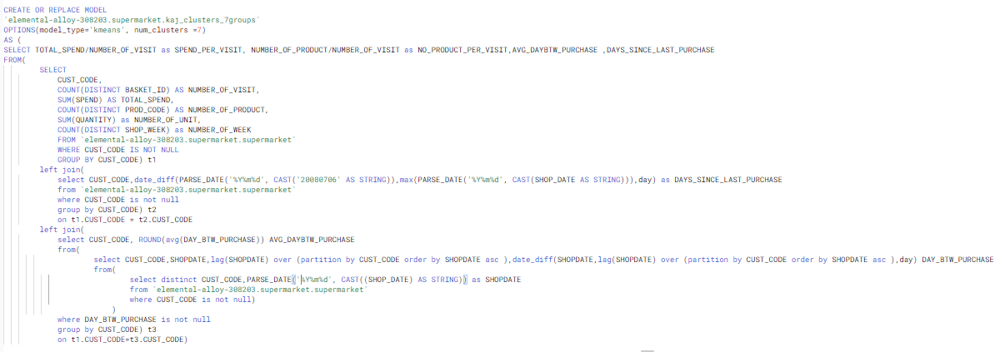 CREATE OR REPLACE MODEL
`elemental-alloy-308203.supermarket.kaj_clusters_7groups`
OPTIONS(model_type='kmeans', num_clusters =7)
AS (
SELECT TOTAL_SPEND/NUMBER_OF_VISIT as SPEND_PER_VISIT, NUMBER_OF_PRODUCT/NUMBER_OF_VISIT as NO_PRODUCT_PER_VISIT,AVG_DAYBTW_PURCHASE ,DAYS_SINCE_LAST_PURCHASE
FROM(
SELECT
CUST_CODE,
COUNT(DISTINCT BASKET_ID) AS NUMBER_OF_VISIT,
SUM(SPEND) AS TOTAL_SPEND,
COUNT(DISTINCT PROD_CODE) AS NUMBER_OF_PRODUCT,
SUM(QUANTITY) as NUMBER_OF_UNIT,
COUNT(DISTINCT SHOP_WEEK) as NUMBER_OF_WEEK
FROM `elemental-alloy-308203.supermarket.supermarket`
WHERE CUST_CODE IS NOT NULL
GROUP BY CUST_CODE) t1
left join(
select CUST_CODE,date_diff(PARSE_DATE('%Y%m%d', CAST('20080706' AS STRING)),max(PARSE_DATE('%Y%m%d', CAST(SHOP_DATE AS STRING))),day) as DAYS_SINCE_LAST_PURCHASE
from `elemental-alloy-308203.supermarket.supermarket`
where CUST_CODE is not null
group by CUST_CODE) t2
on t1.CUST_CODE = t2.CUST_CODE
left join(
select CUST_CODE, ROUND(avg(DAY_BTW_PURCHASE)) AVG_DAYBTW_PURCHASE
from(
select CUST_CODE,SHOPDATE,lag(SHOPDATE) over (partition by CUST_CODE order by SHOPDATE asc ),date_diff(SHOPDATE,lag(SHOPDATE) over (partition by CUST_CODE order by SHOPDATE asc ),day) DAY_BTW_PURCHASE
from(
select distinct CUST_CODE,PARSE_DATE('%Y%m%d', CAST((SHOP_DATE) AS STRING)) as SHOPDATE
from `elemental-alloy-308203.supermarket.supermarket`
where CUST_CODE is not null)
)
where DAY_BTW_PURCHASE is not null
group by CUST_CODE) t3
on t1.CUST_CODE=t3.CUST_CODE)